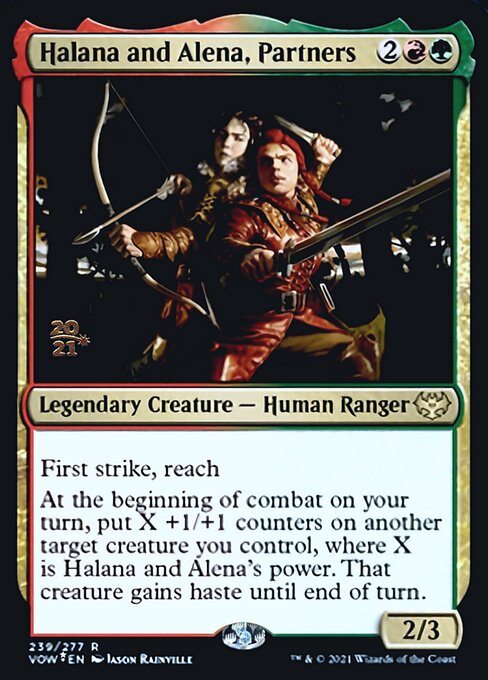 Halana and Alena, Partners 2
20
21
Legendary Creature — Human Ranger
First strike, reach
At the beginning of combat on your
turn, put X +1/+1 counters on another
target creature you control, where X
is Halana and Alena's power. That
creature gains haste until end of turn.
2/3
239/277 R
VOW★EN Jason Rainville
™ & © 2021 Wizards of the Coast